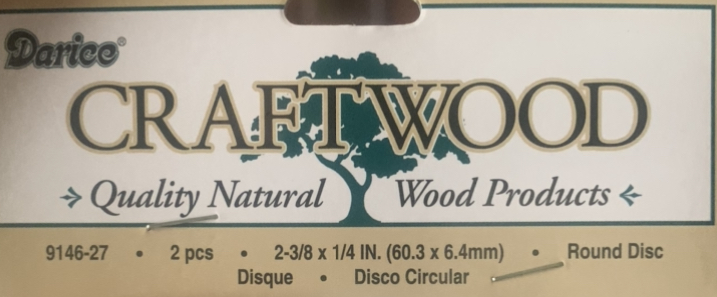 Darice®
CRAFTWOOD
Quality Natural Wood Products
9146-27 • 2 pcs • 2-3/8 x 1/4 IN. (60.3 x 6.4mm) • Round Disc
Disque • Disco Circular